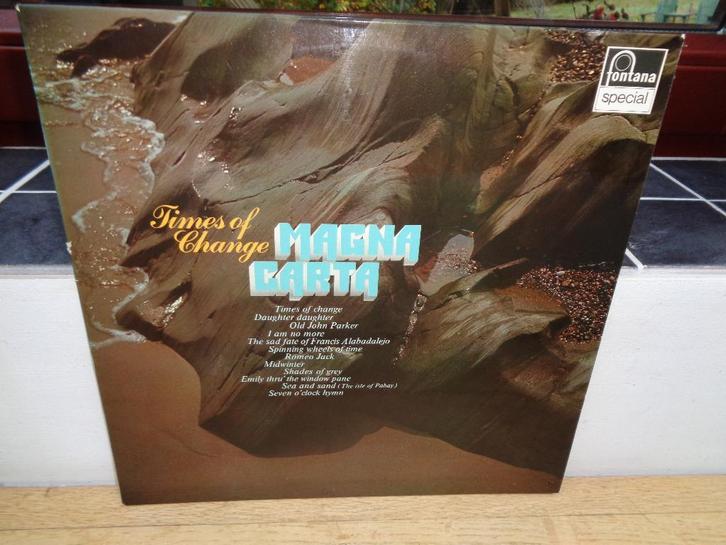 fontana
special
Times of
Change
MAGNA
CARTA
Times of change
Daughter daughter
Old John Parker
I am no more
The sad fate of Francis Alabadalejo
Spinning wheels of time
Romeo Jack
Midwinter
Shades of grey
Emily thru' the window pane
Sea and sand (The isle of Pabay)
Seven o'clock hymn